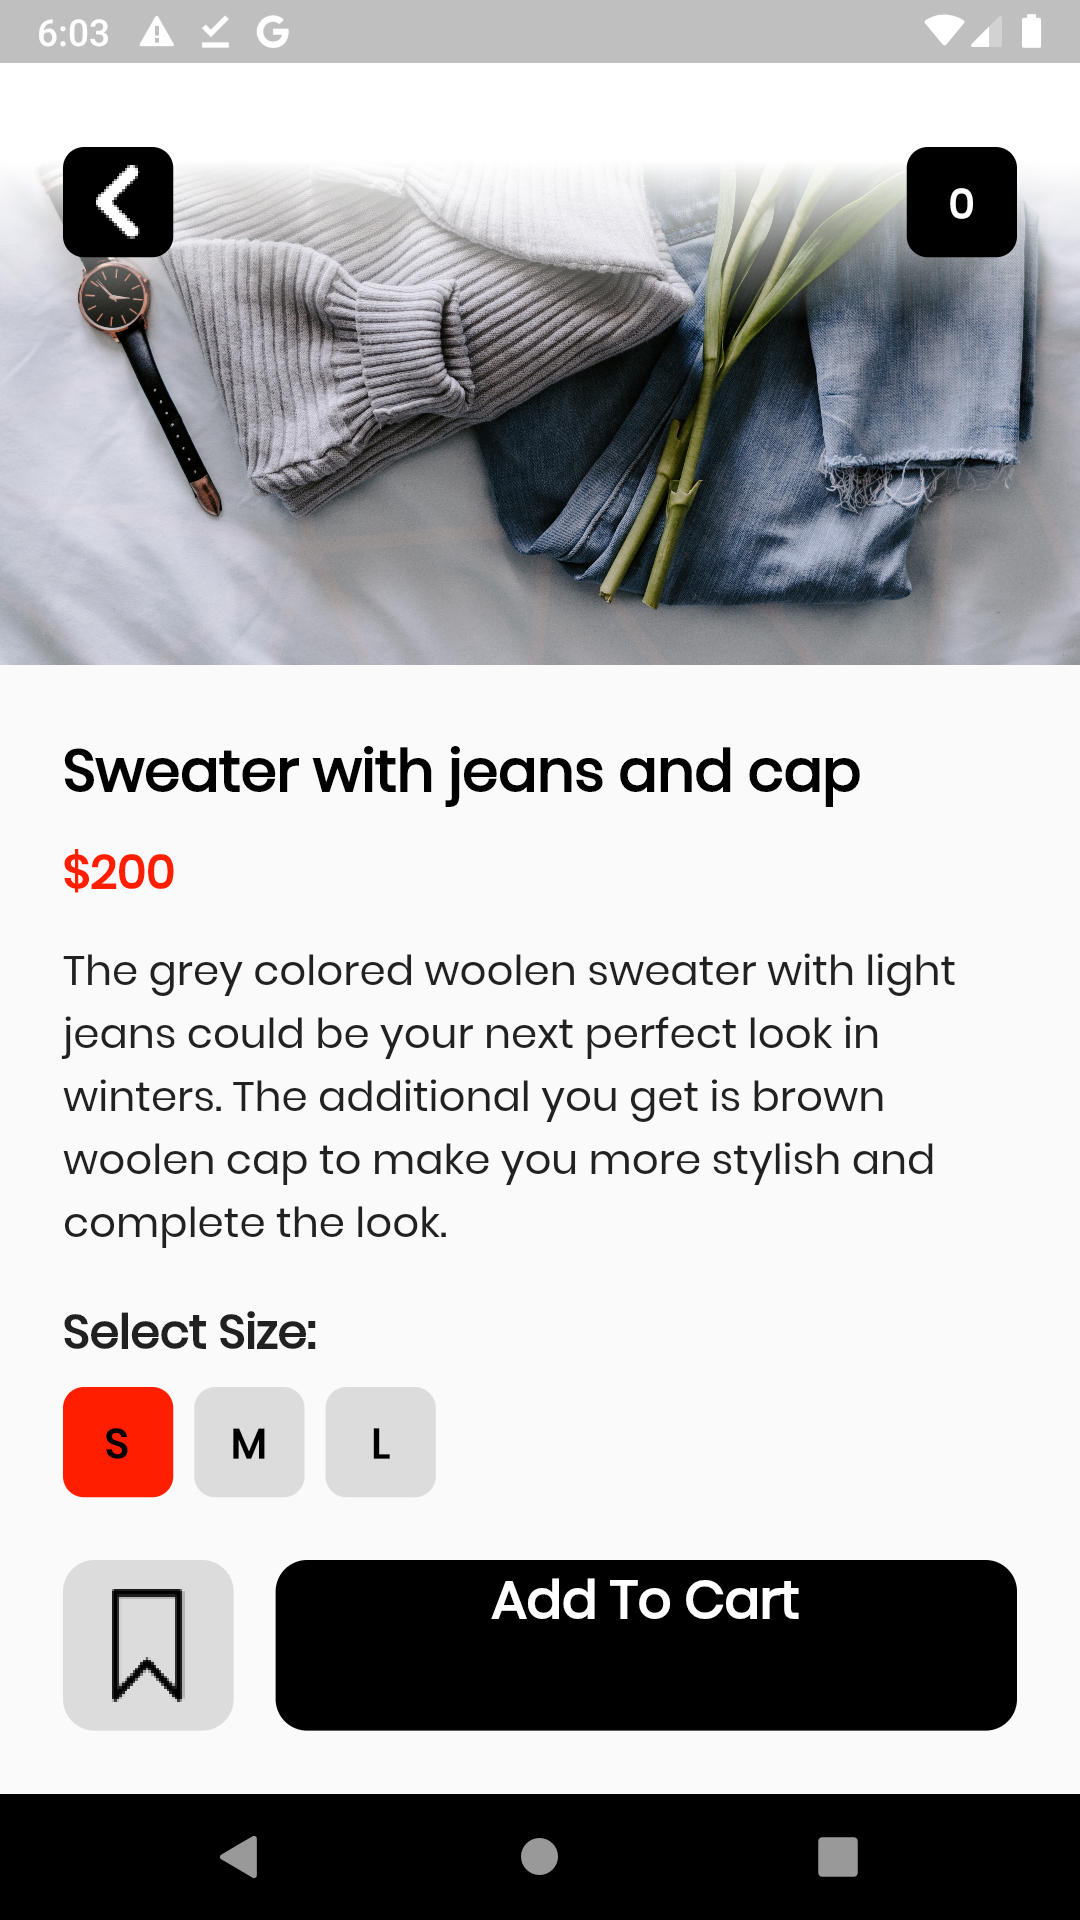 6:03
0
Sweater with jeans and cap
$200
The grey colored woolen sweater with light
jeans could be your next perfect look in
winters. The additional you get is brown
woolen cap to make you more stylish and
complete the look.
Select Size:
S M L
Add To Cart